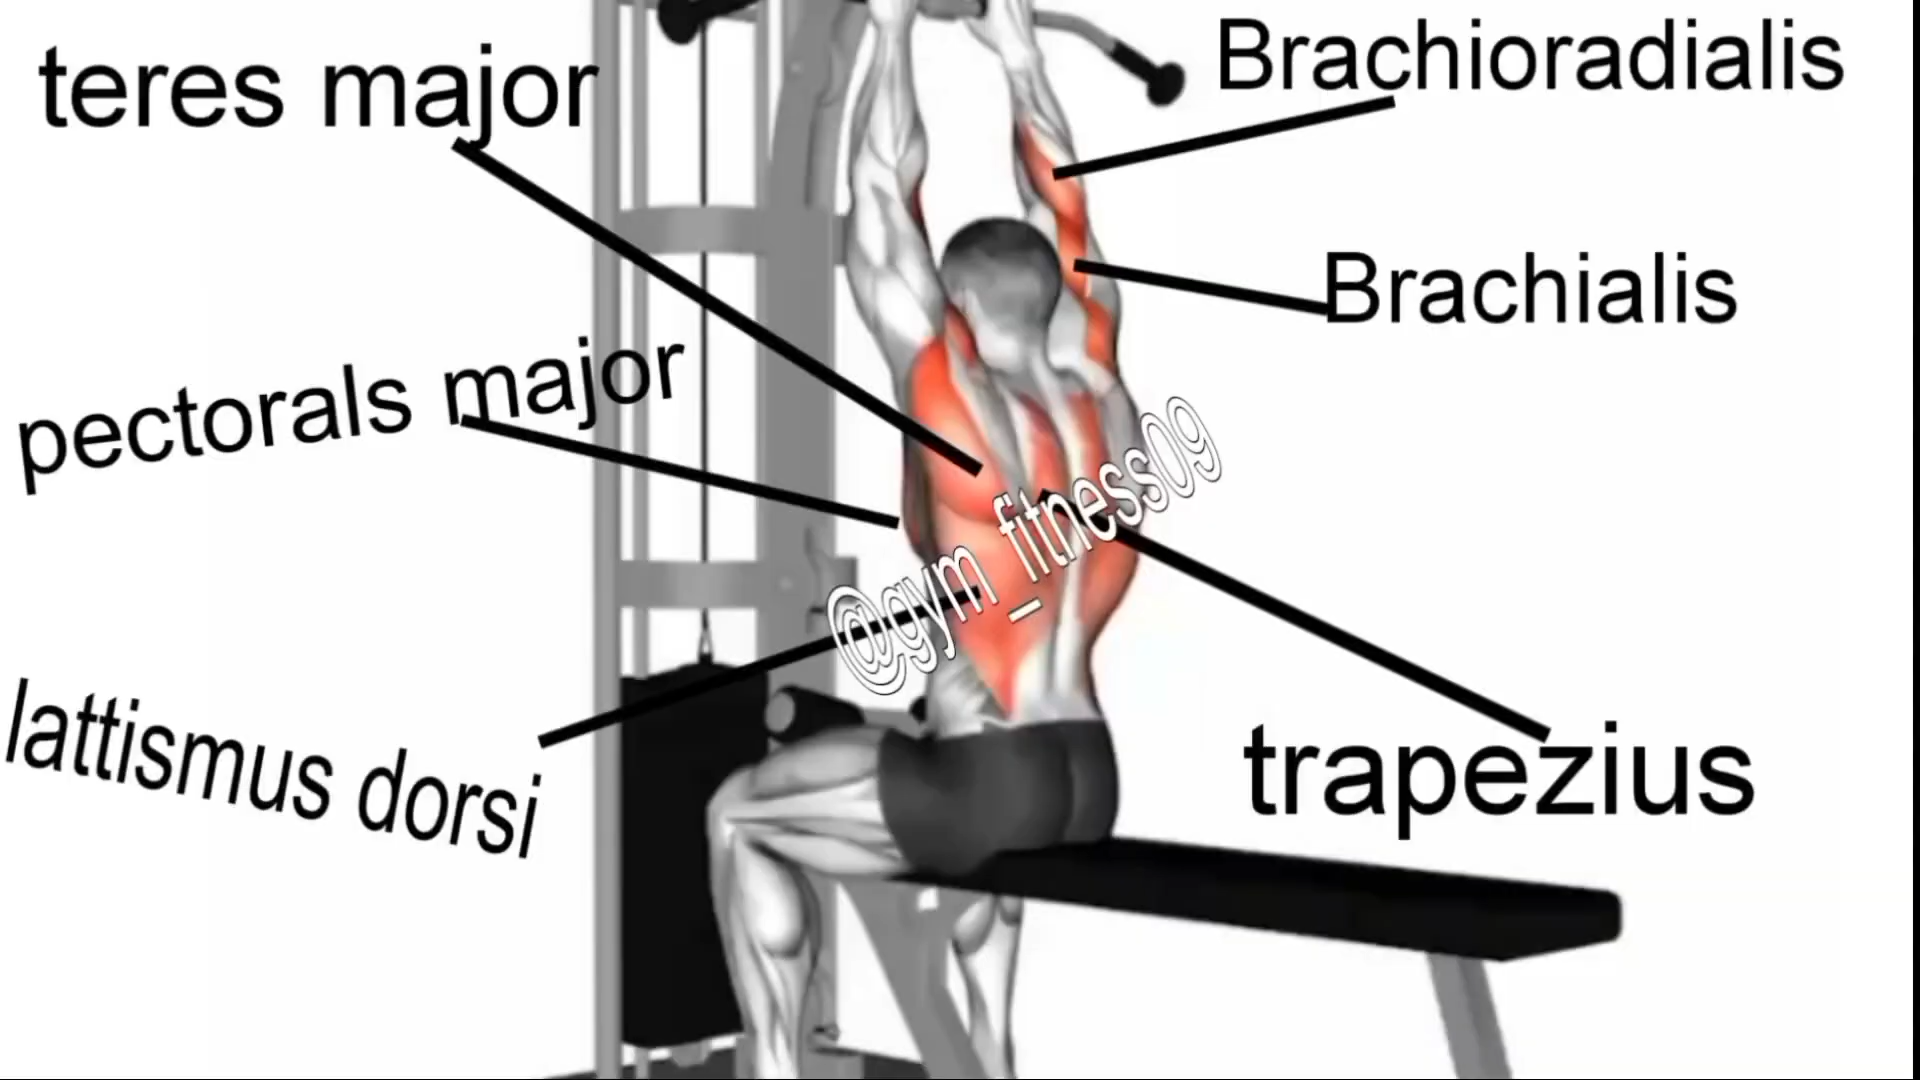 teres major
Brachioradialis
Brachialis
pectorals major
@gym_fitness09
lattismus dorsi
trapezius